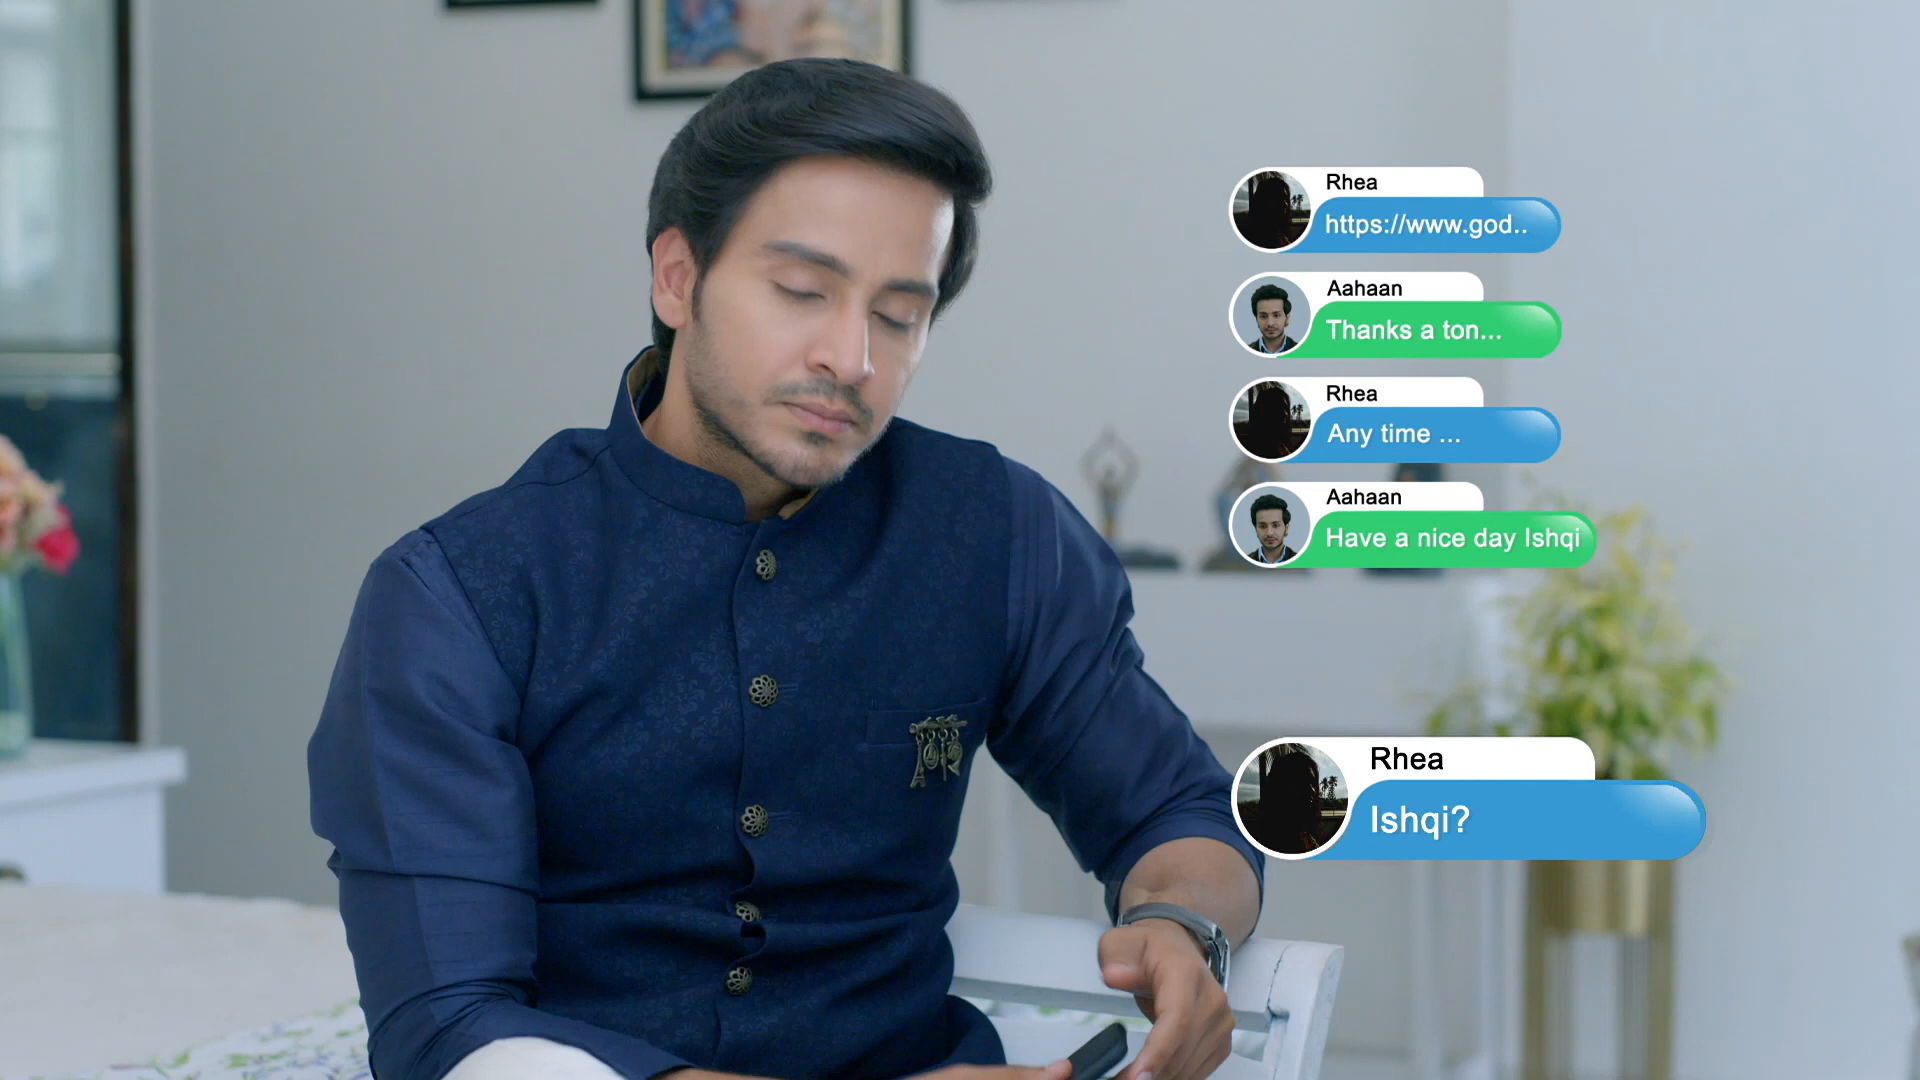 Rhea
https://www.god..
Aahaan
Thanks a ton...
Rhea
Any time ...
Aahaan
Have a nice day Ishqi
Rhea
Ishqi?